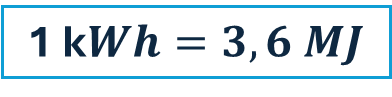 1 kWh = 3,6 MJ